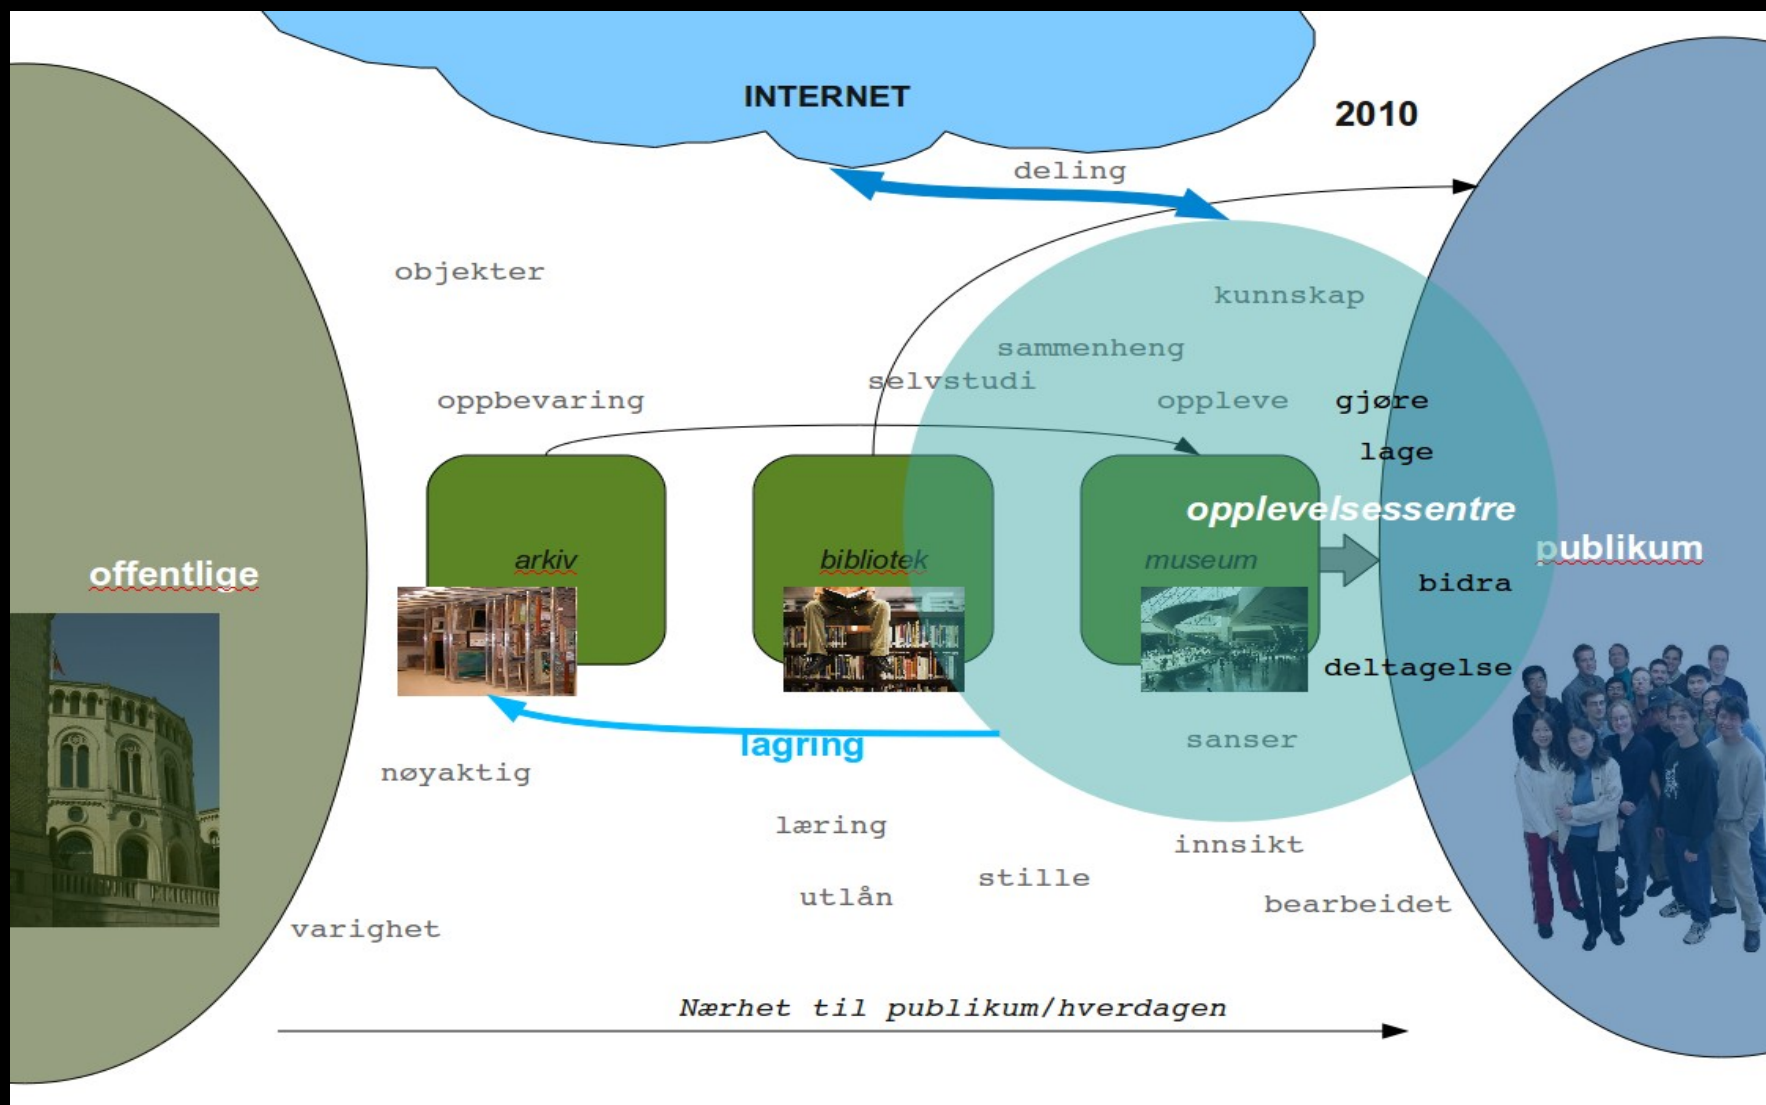 INTERNET
2010
deling
objekter
kunnskap
sammenheng
selvstudi
oppbevaring
oppleve
gjøre
lage
opplevelsessentre
arkiv
bibliotek
museum
publikum
offentlige
bidra
deltagelse
sanser
lagring
nøyaktig
læring
innsikt
stille
utlån
bearbeidet
varighet
Nærhet til publikum/hverdagen